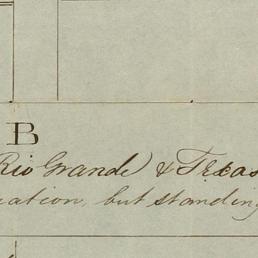 B
Rio Grande & Texas
but standing